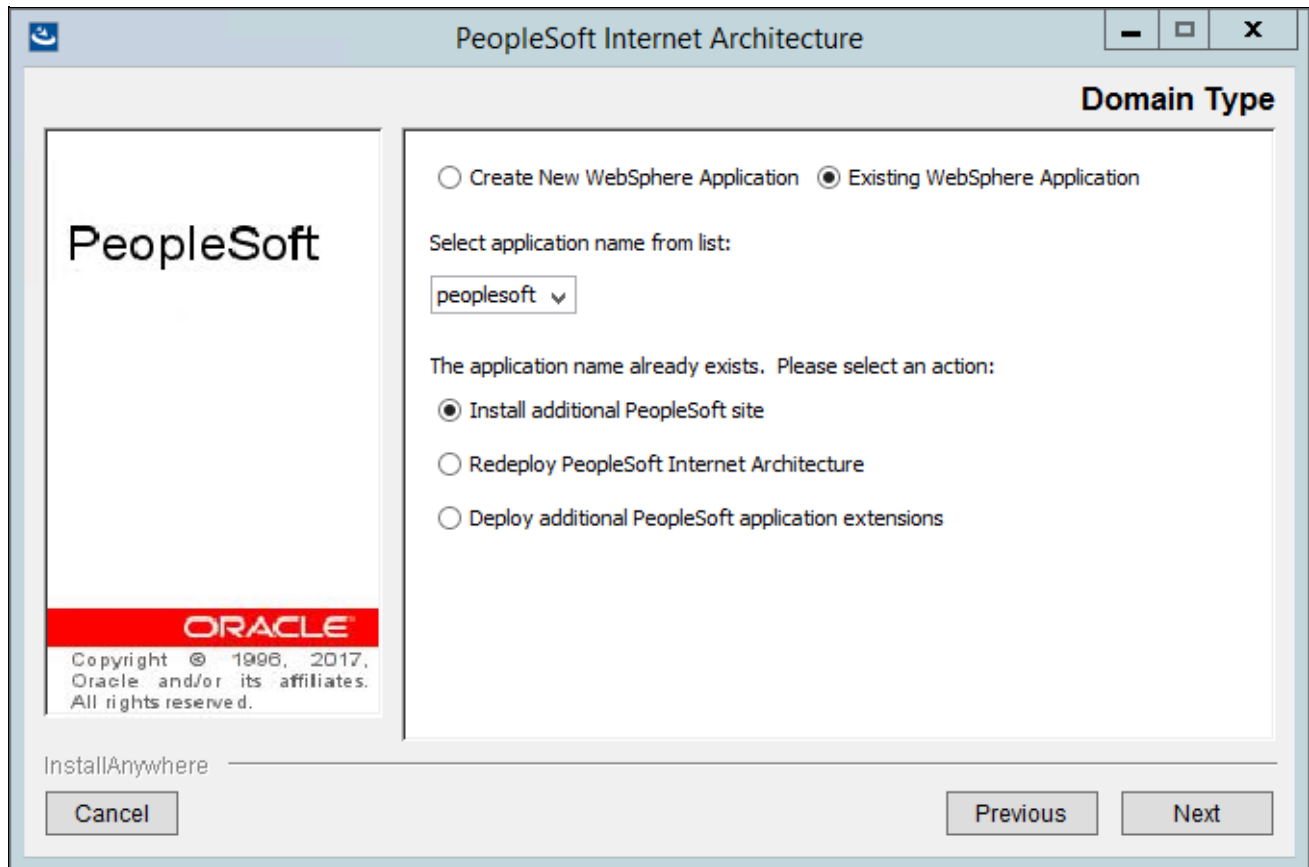 PeopleSoft Internet Architecture
Domain Type
PeopleSoft
ORACLE
Copyright © 1996, 2017,
Oracle and/or its affiliates.
All rights reserved.
Create New WebSphere Application Existing WebSphere Application
Select application name from list:
peoplesoft
The application name already exists. Please select an action:
Install additional PeopleSoft site
Redeploy PeopleSoft Internet Architecture
Deploy additional PeopleSoft application extensions
InstallAnywhere
Cancel Previous Next